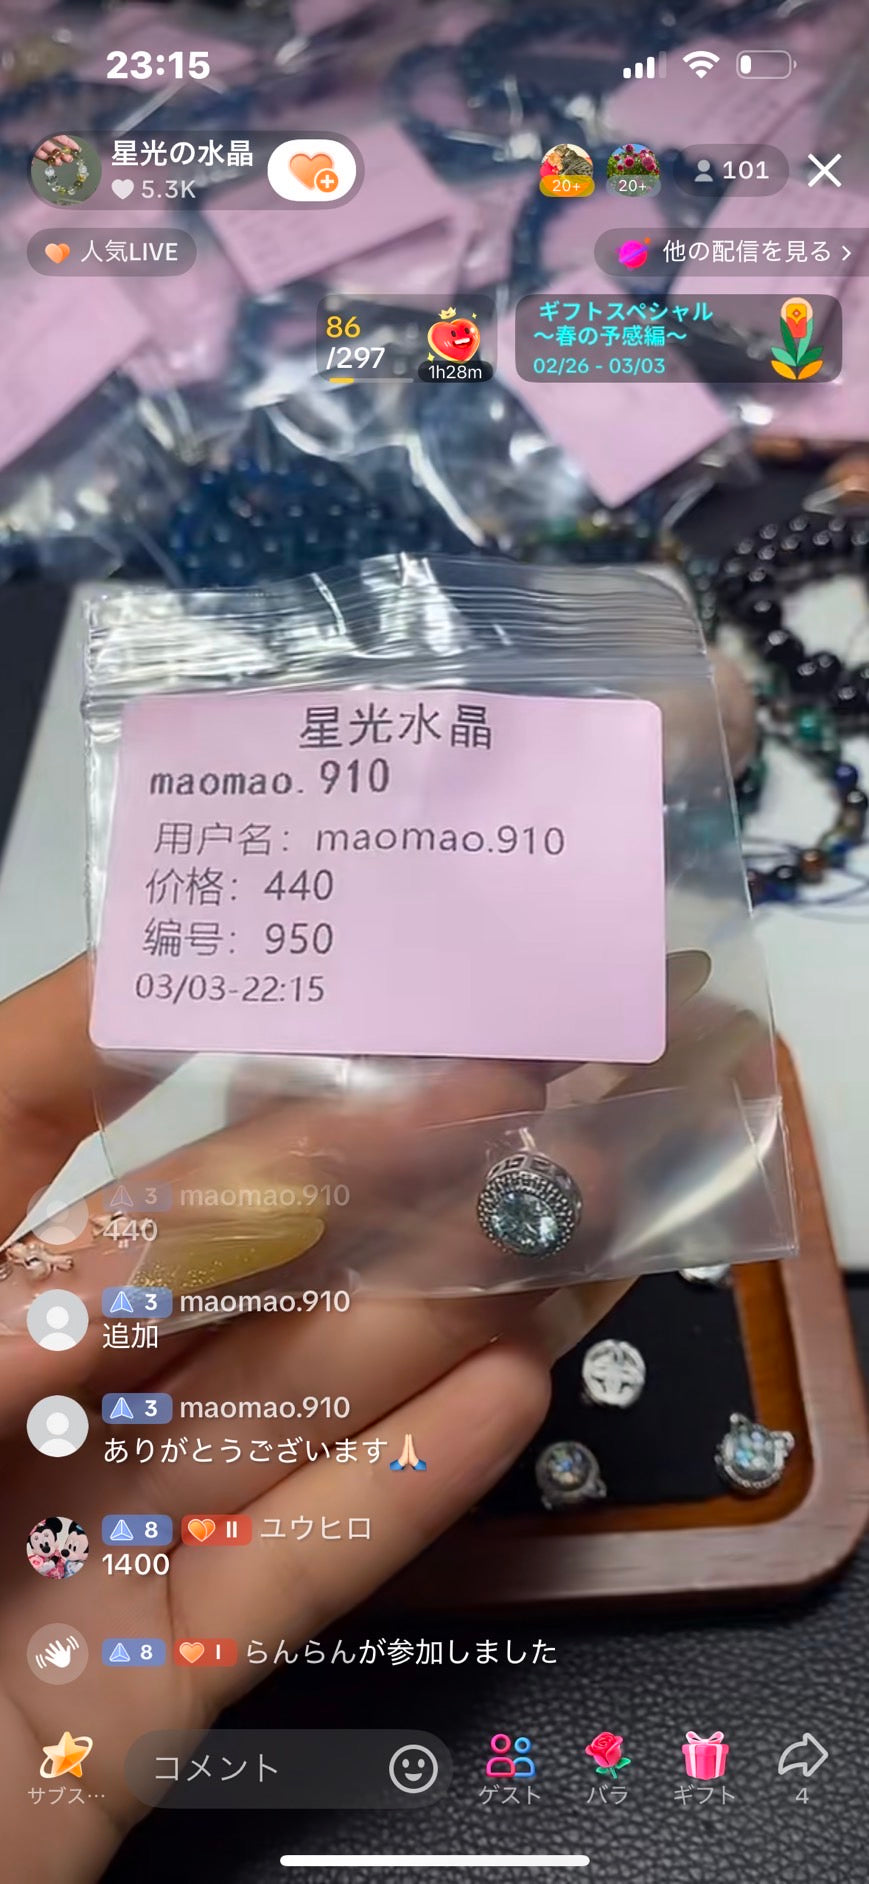 23:15
星光の水晶
5.3K
20+
20+
101
人気LIVE
他の配信を見る
86
/297
1h28m
ギフトスペシャル
～春の予感編～
02/26 - 03/03
星光水晶
maomao.910
用户名：maomao.910
价格：440
编号：950
03/03-22:15
3 maomao.910
440
3 maomao.910
追加
3 maomao.910
ありがとうございます🙏🏻
8 II ユウヒロ
1400
8 I らんらんが参加しました
サブス…
コメント
ゲスト
バラ
ギフト
4